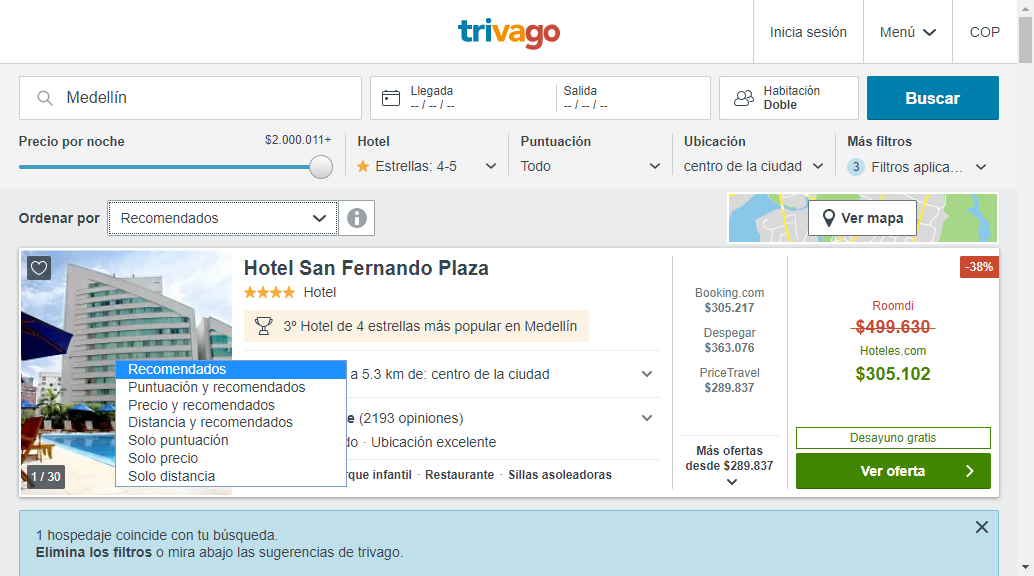 trivago
Inicia sesión
Menú
COP
Medellín
Llegada
-- / -- / --
Salida
-- / -- / --
Habitación
Doble
Buscar
Precio por noche
$2.000.011+
Hotel
Estrellas: 4-5
Puntuación
Todo
Ubicación
centro de la ciudad
Más filtros
3 Filtros aplica...
Ordenar por
Recomendados
Ver mapa
Hotel San Fernando Plaza
Hotel
3º Hotel de 4 estrellas más popular en Medellín
a 5.3 km de: centro de la ciudad
(2193 opiniones)
· Ubicación excelente
infantil · Restaurante · Sillas asoleadoras
1 / 30
Recomendados
Puntuación y recomendados
Precio y recomendados
Distancia y recomendados
Solo puntuación
Solo precio
Solo distancia
Booking.com
$305.217
Despegar
$363.076
PriceTravel
$289.837
Más ofertas
desde $289.837
-38%
Roomdi
$499.630
Hoteles.com
$305.102
Desayuno gratis
Ver oferta
1 hospedaje coincide con tu búsqueda.
Elimina los filtros o mira abajo las sugerencias de trivago.